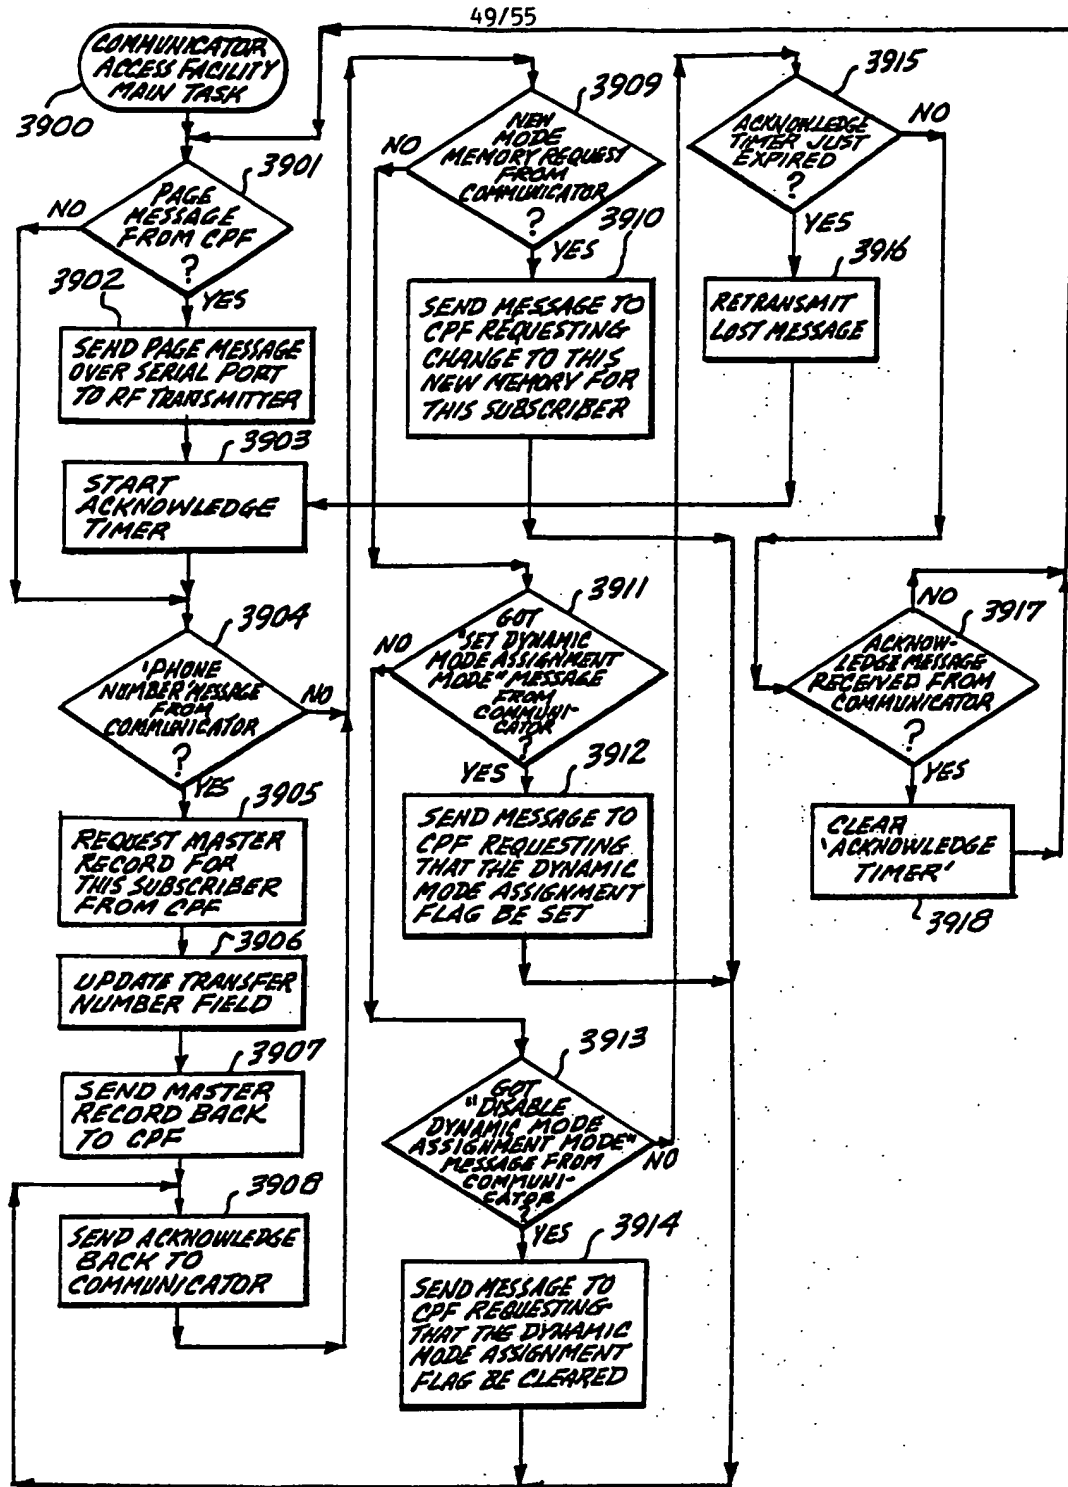 49/55
COMMUNICATOR
ACCESS FACILITY
MAIN TASK
3900
3901
PAGE
MESSAGE
FROM CPF
?
NO
YES
3902
SEND PAGE MESSAGE
OVER SERIAL PORT
TO RF TRANSMITTER
3903
START
ACKNOWLEDGE
TIMER
3904
'PHONE
NUMBER MESSAGE
FROM
COMMUNICATOR
?
NO
YES
3905
REQUEST MASTER
RECORD FOR
THIS SUBSCRIBER
FROM CPF
3906
UPDATE TRANSFER
NUMBER FIELD
3907
SEND MASTER
RECORD BACK
TO CPF
3908
SEND ACKNOWLEDGE
BACK TO
COMMUNICATOR
3909
NEW
MODE
MEMORY REQUEST
FROM
COMMUNICATOR
?
NO
YES
3910
SEND MESSAGE TO
CPF REQUESTING
CHANGE TO THIS
NEW MEMORY FOR
THIS SUBSCRIBER
3911
GOT
"SET DYNAMIC
MODE ASSIGNMENT
MODE" MESSAGE
FROM
COMMUNI-
CATOR
?
NO
YES
3912
SEND MESSAGE TO
CPF REQUESTING
THAT THE DYNAMIC
MODE ASSIGNMENT
FLAG BE SET
3913
GOT
"DISABLE
DYNAMIC MODE
ASSIGNMENT MODE"
MESSAGE FROM
COMMUNI-
CATOR
?
NO
YES
3914
SEND MESSAGE TO
CPF REQUESTING
THAT THE DYNAMIC
MODE ASSIGNMENT
FLAG BE CLEARED
3915
ACKNOWLEDGE
TIMER JUST
EXPIRED
?
NO
YES
3916
RETRANSMIT
LOST MESSAGE
3917
ACKNOW-
LEDGE MESSAGE
RECEIVED FROM
COMMUNICATOR
?
NO
YES
CLEAR
'ACKNOWLEDGE
TIMER'
3918